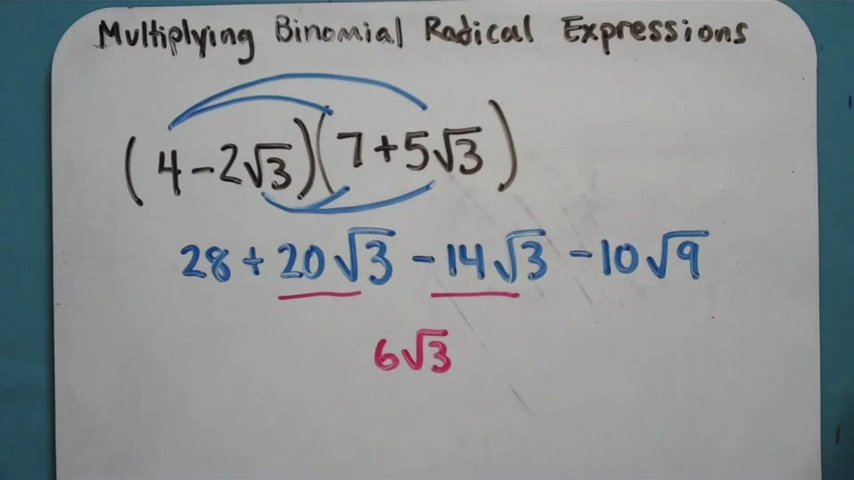 Multiplying Binomial Radical Expressions
(4-2√3)(7+5√3)
28+20√3-14√3-10√9
6√3